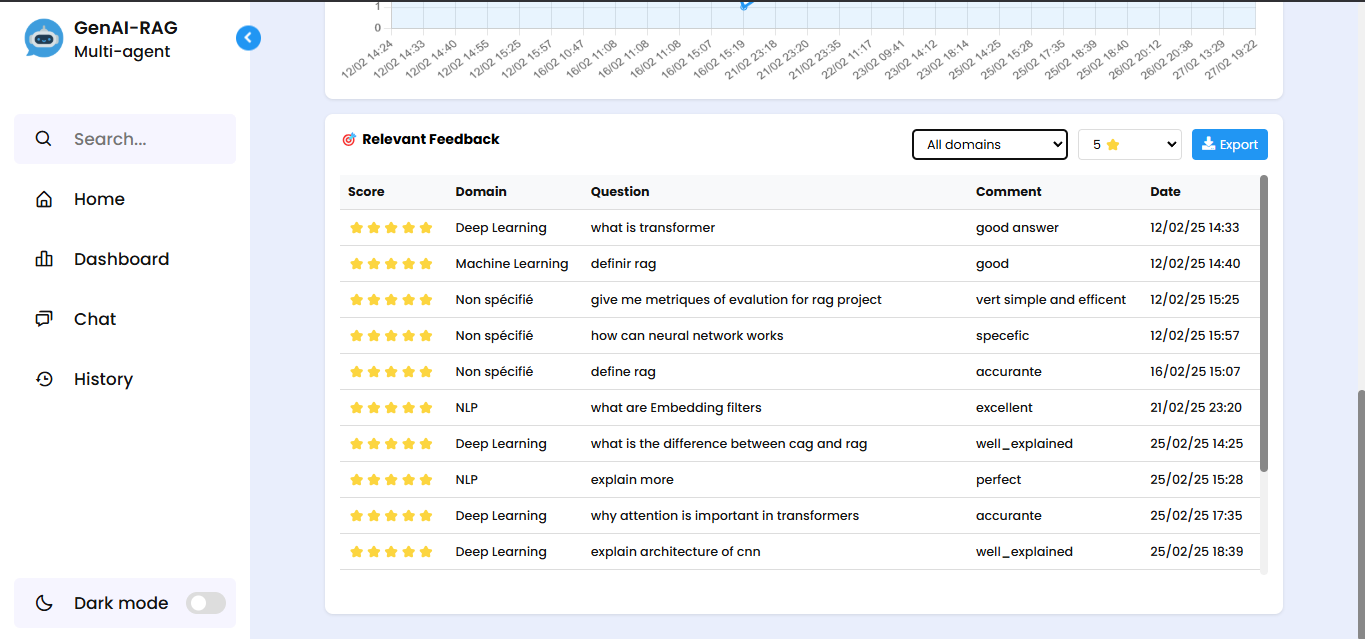 GenAI-RAG
Multi-agent
Search...
Home
Dashboard
Chat
History
Dark mode
1
0
12/02 14:24 12/02 14:33 12/02 14:40 12/02 14:55 12/02 15:25 12/02 15:57 16/02 10:47 16/02 11:08 16/02 11:08 16/02 11:08 16/02 15:07 16/02 15:19 21/02 23:18 21/02 23:20 21/02 23:35 22/02 11:17 23/02 09:41 23/02 14:12 23/02 18:14 25/02 14:25 25/02 15:28 25/02 17:35 25/02 18:39 25/02 18:40 26/02 20:12 26/02 20:38 27/02 13:29 27/02 19:22
Relevant Feedback All domains 5 Export
Score Domain Question Comment Date
Deep Learning what is transformer good answer 12/02/25 14:33
Machine Learning definir rag good 12/02/25 14:40
Non spécifié give me metriques of evalution for rag project vert simple and efficent 12/02/25 15:25
Non spécifié how can neural network works specefic 12/02/25 15:57
Non spécifié define rag accurante 16/02/25 15:07
NLP what are Embedding filters excellent 21/02/25 23:20
Deep Learning what is the difference between cag and rag well_explained 25/02/25 14:25
NLP explain more perfect 25/02/25 15:28
Deep Learning why attention is important in transformers accurante 25/02/25 17:35
Deep Learning explain architecture of cnn well_explained 25/02/25 18:39